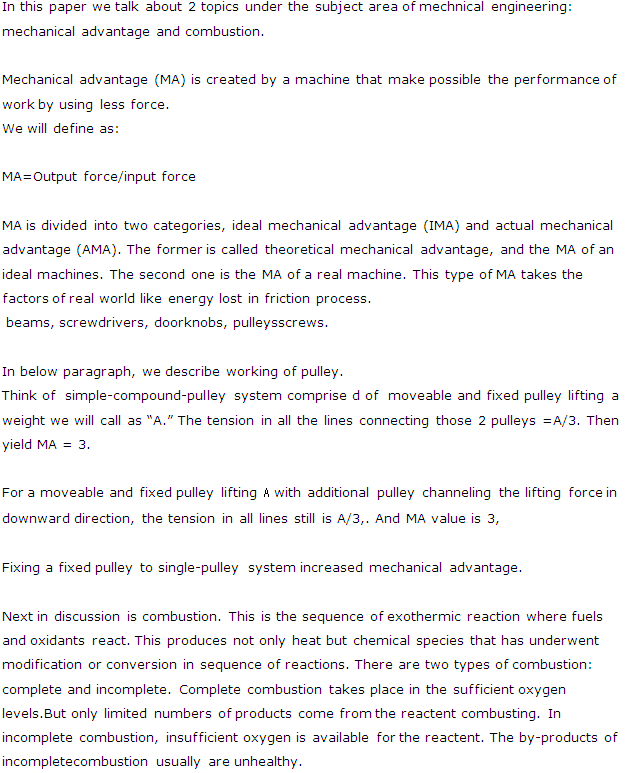 In this paper we talk about 2 topics under the subject area of mechnical engineering:
mechanical advantage and combustion.
Mechanical advantage (MA) is created by a machine that make possible the performance of
work by using less force.
We will define as:
MA=Output force/input force
MA is divided into two categories, ideal mechanical advantage (IMA) and actual mechanical
advantage (AMA). The former is called theoretical mechanical advantage, and the MA of an
ideal machines. The second one is the MA of a real machine. This type of MA takes the
factors of real world like energy lost in friction process.
beams, screwdrivers, doorknobs, pulleysscrews.
In below paragraph, we describe working of pulley.
Think of simple-compound-pulley system comprise d of moveable and fixed pulley lifting a
weight we will call as “A.” The tension in all the lines connecting those 2 pulleys =A/3. Then
yield MA = 3.
For a moveable and fixed pulley lifting A with additional pulley channeling the lifting force in
downward direction, the tension in all lines still is A/3,. And MA value is 3,
Fixing a fixed pulley to single-pulley system increased mechanical advantage.
Next in discussion is combustion. This is the sequence of exothermic reaction where fuels
and oxidants react. This produces not only heat but chemical species that has underwent
modification or conversion in sequence of reactions. There are two types of combustion:
complete and incomplete. Complete combustion takes place in the sufficient oxygen
levels.But only limited numbers of products come from the reactent combusting. In
incomplete combustion, insufficient oxygen is available for the reactent. The by-products of
incompletecombustion usually are unhealthy.